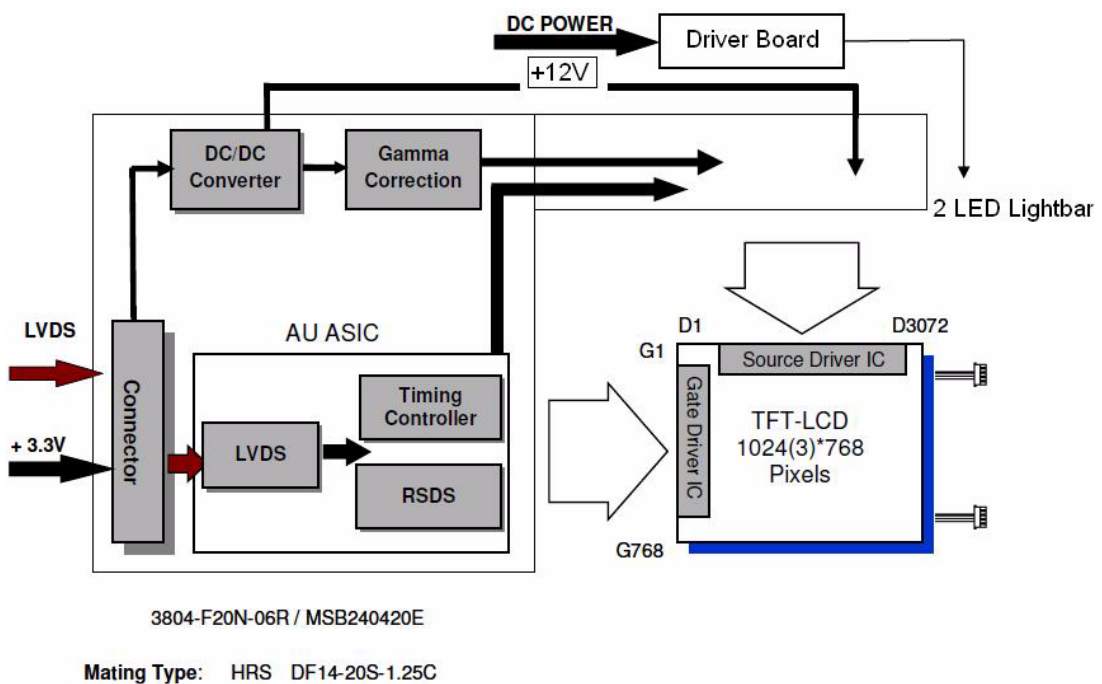 DC POWER
Driver Board
+12V
DC/DC
Converter
Gamma
Correction
2 LED Lightbar
LVDS
+ 3.3V
Connector
AU ASIC
LVDS
Timing
Controller
RSDS
D1
D3072
G1
G768
Source Driver IC
Gate Driver IC
TFT-LCD
1024(3)*768
Pixels
3804-F20N-06R / MSB240420E
Mating Type: HRS DF14-20S-1.25C